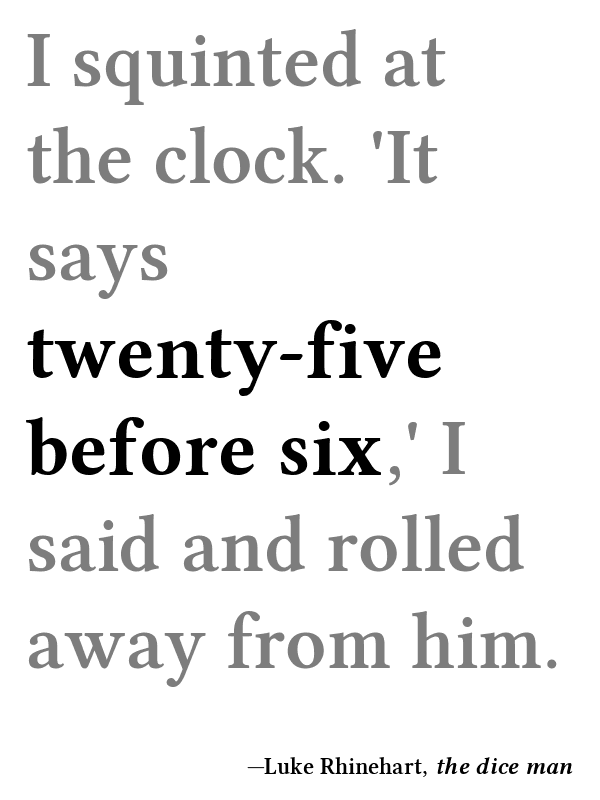 I squinted at
the clock. 'It
says
twenty-five
before six,' I
said and rolled
away from him.
—Luke Rhinehart, the dice man